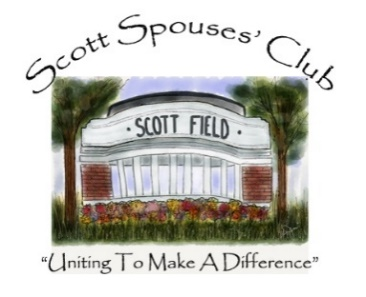 Scott Spouses' Club
· SCOTT FIELD ·
"Uniting To Make A Difference"